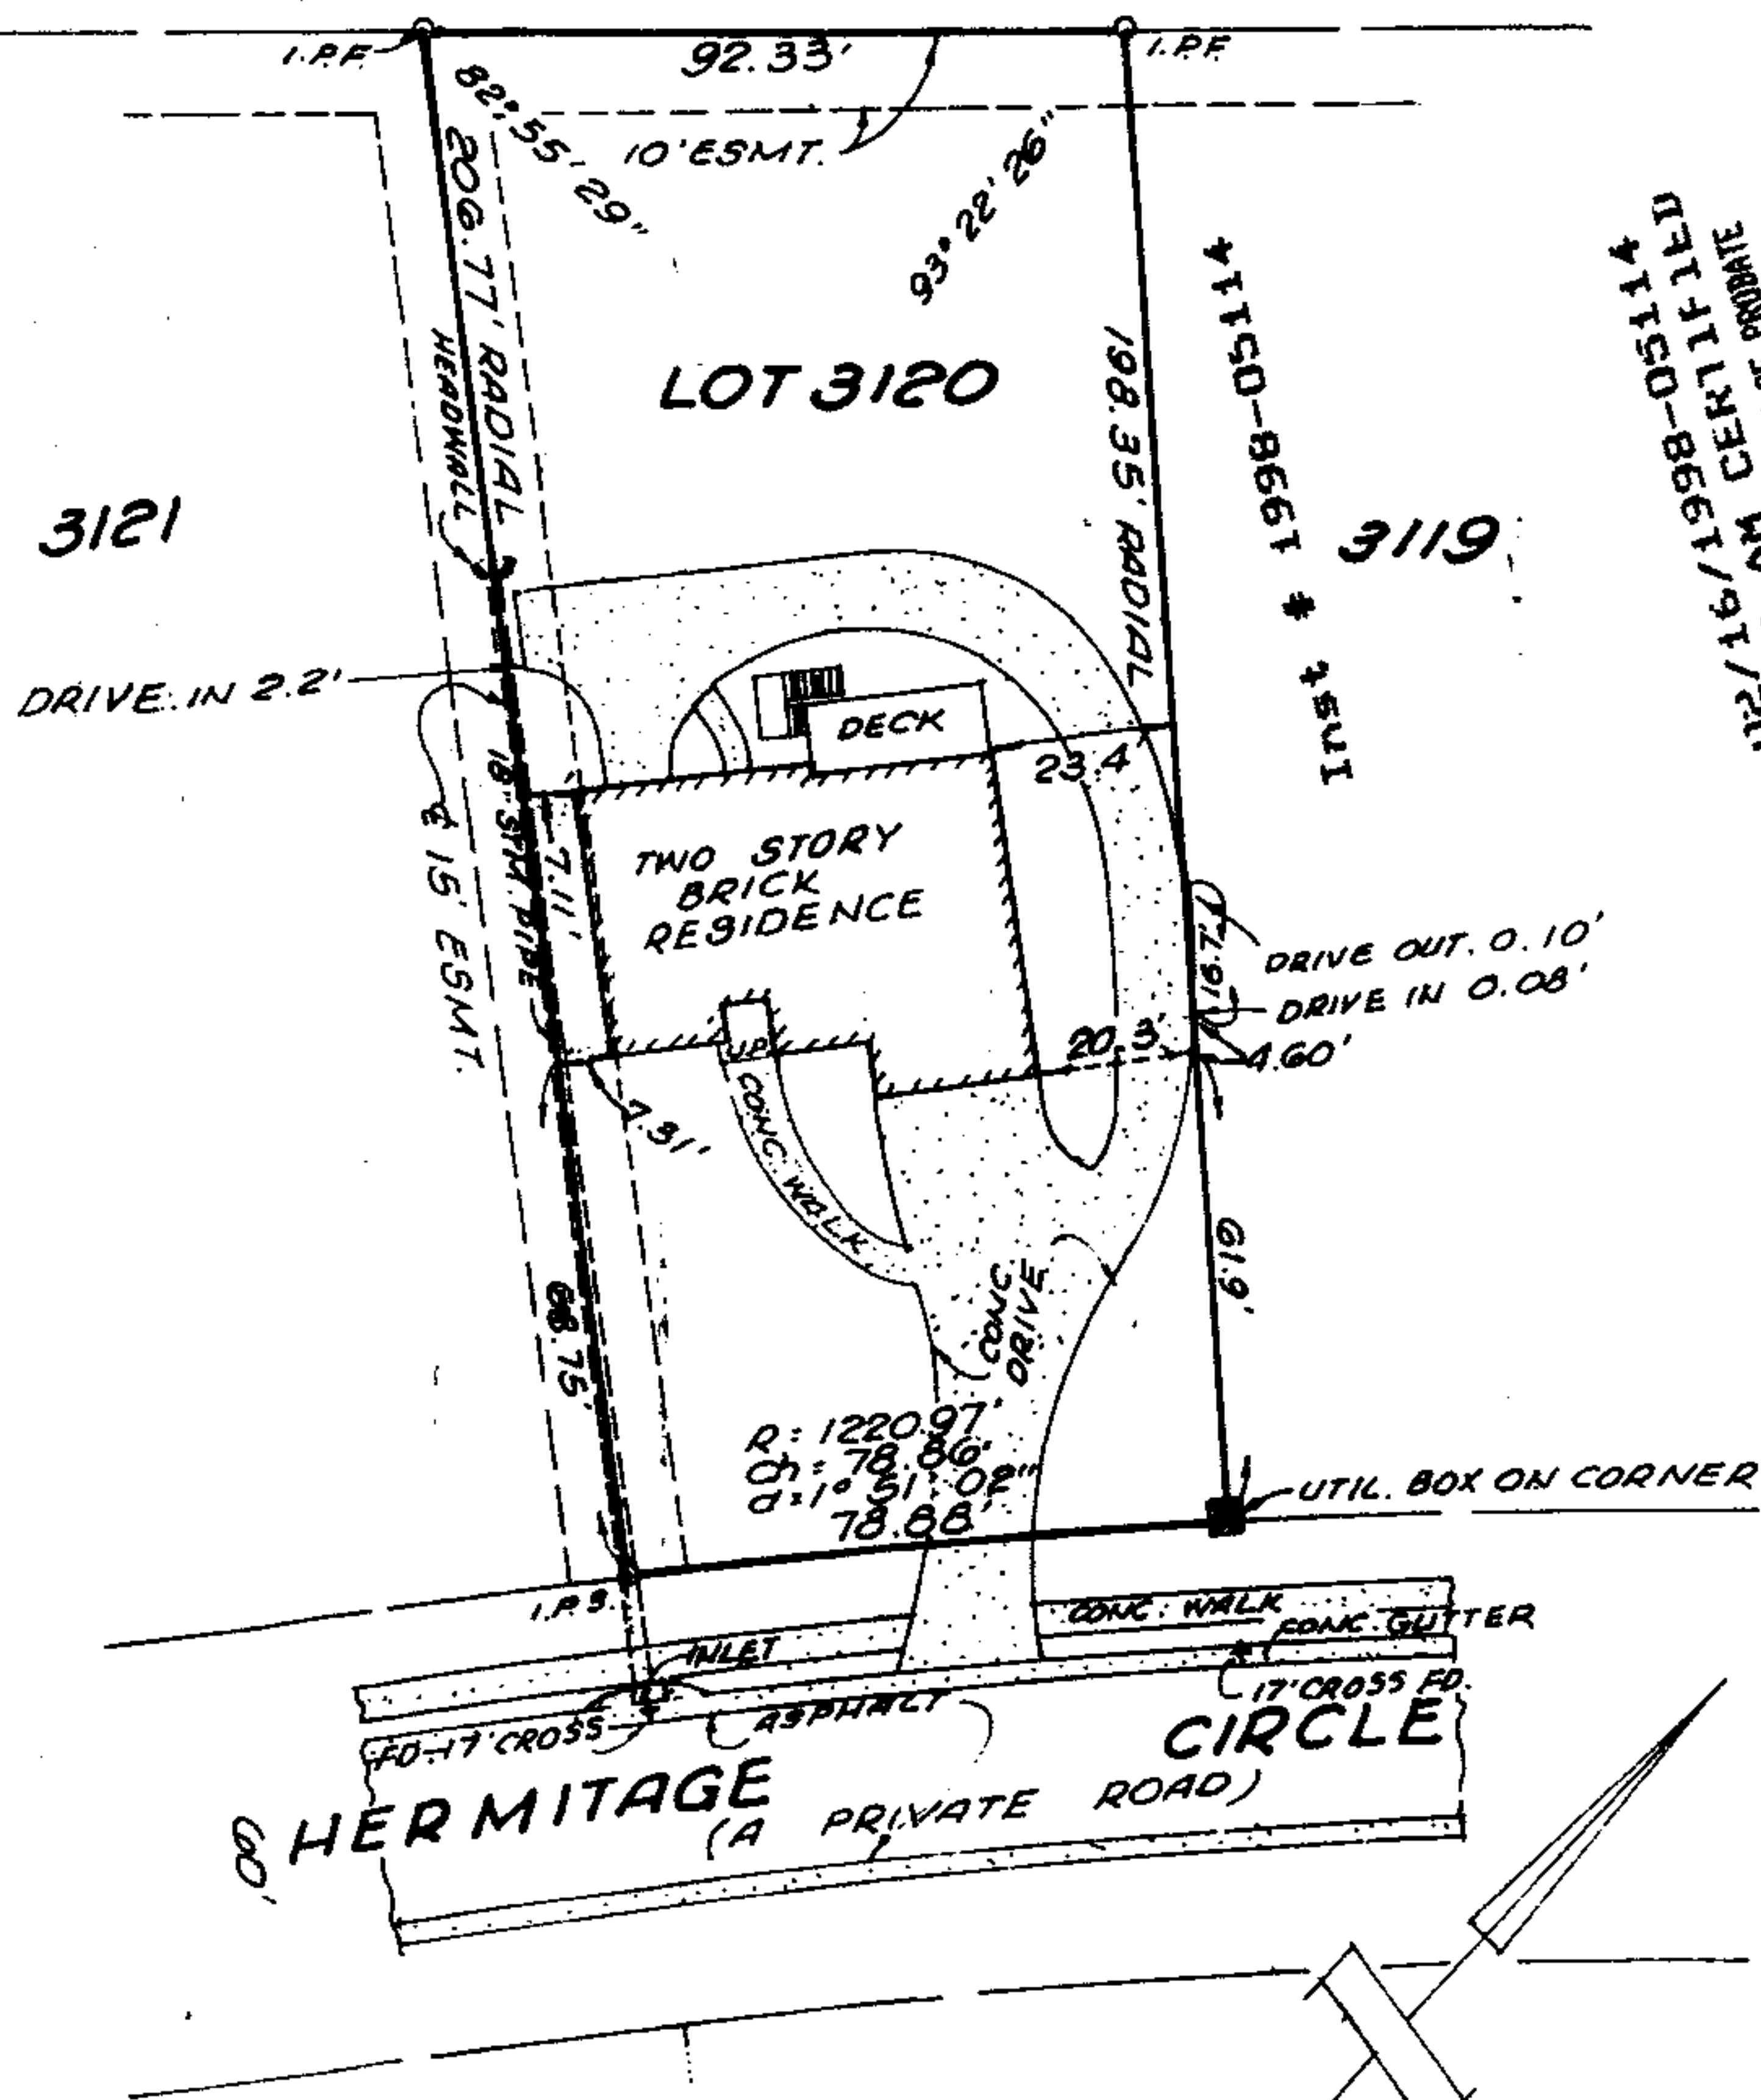 I.P.F.
92.33'
I.P.F.
82° 55' 29"
10' ESMT.
93° 22' 26"
206.77' RADIAL
HEADWALL
LOT 3120
198.35' RADIAL
Inst # 1998-05114
CERTIFIED
PROBATE
3121
3119
DRIVE IN 2.2'
DECK
23.4'
18" STM PIPE
7.11'
TWO STORY
BRICK
RESIDENCE
℄ 15' ESMT.
16.7'
DRIVE OUT. 0.10'
DRIVE IN 0.08'
20.3'
4.60'
UP
7.31'
CONC. WALK
61.9'
CONC
DRIVE
68.75'
R = 1220.97'
Ch = 78.86'
d = 1° 51' 02"
78.88'
UTIL. BOX ON CORNER
I.P.S.
CONC. WALK
CONC. GUTTER
INLET
17' CROSS FD.
FD. 17' CROSS
ASPHALT
HERMITAGE CIRCLE
(A PRIVATE ROAD)
60'